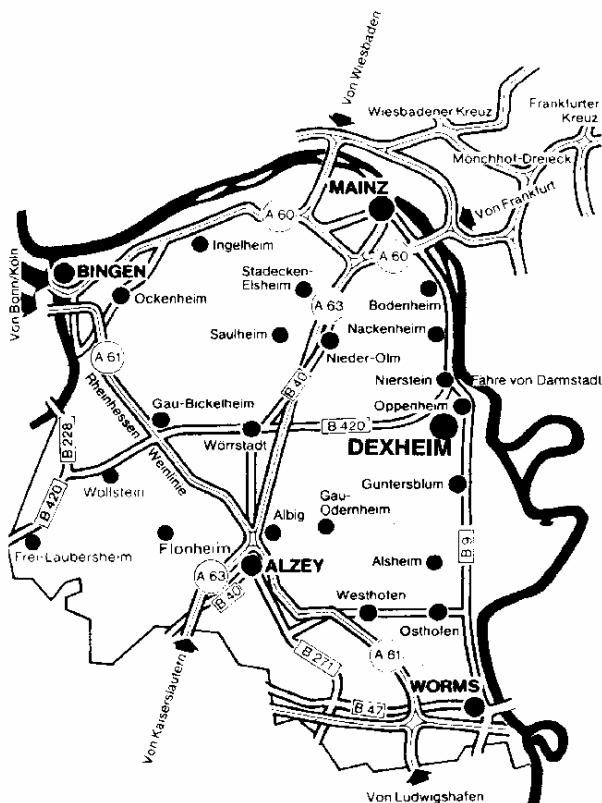 Von Wiesbaden
Wiesbadener Kreuz
Frankfurter
Kreuz
Mönchhof-Dreieck
MAINZ
Von Frankfurt
A 60
A 60
Ingelheim
BINGEN
Stadecken-
Elsheim
Ockenheim
A 63
Bodenheim
Von Bonn/Köln
Saulheim
Nackenheim
Nieder-Olm
A 61
B 40
Nierstein
Fähre von Darmstadt
Rheinhessen
Weinlinie
Oppenheim
Gau-Bickelheim
B 228
Wörrstadt
B 420
DEXHEIM
Wöllstein
Guntersblum
B 420
Albig
Gau-
Odernheim
B 9
Frei-Laubersheim
Flonheim
Alsheim
A 63
ALZEY
B 40
Westhofen
Osthofen
B 271
A 61
Von Kaiserslautern
WORMS
B 47
Von Ludwigshafen